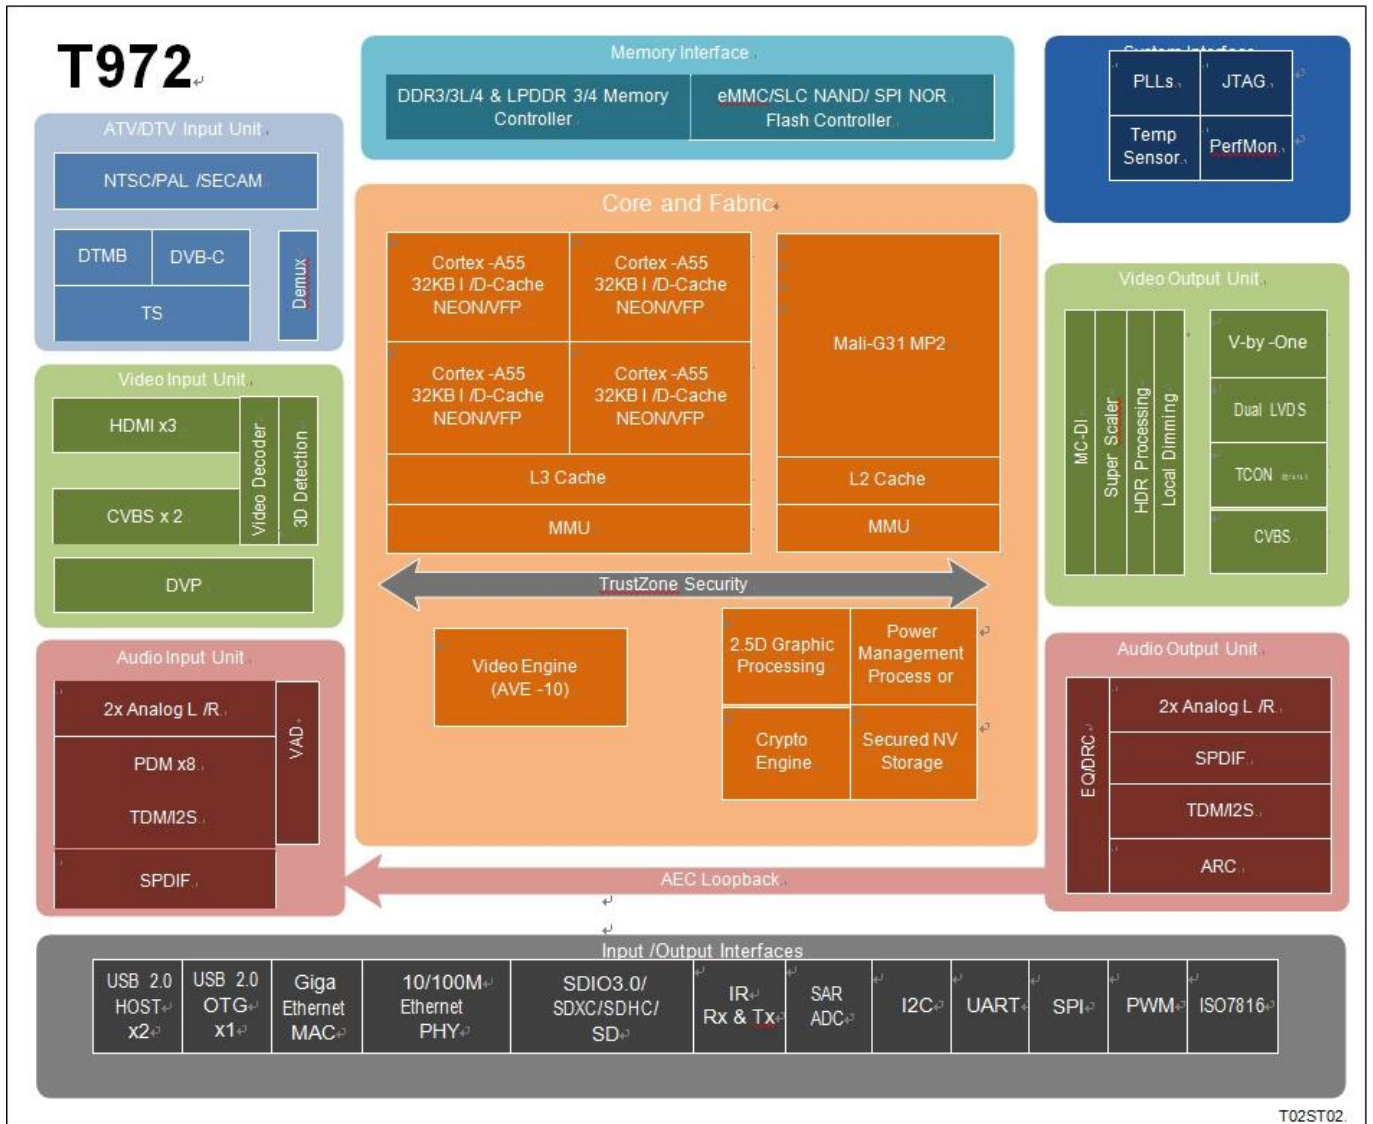 T972
Memory Interface
DDR3/3L/4 & LPDDR 3/4 Memory
Controller
eMMC/SLC NAND/ SPI NOR
Flash Controller
System Interface
PLLs
JTAG
Temp
Sensor
PerfMon
ATV/DTV Input Unit
NTSC/PAL /SECAM
DTMB
DVB-C
TS
Demux
Video Input Unit
HDMI x3
CVBS x 2
Video Decoder
3D Detection
DVP
Audio Input Unit
2x Analog L /R
PDM x8
TDM/I2S
SPDIF
VAD
Core and Fabric
Cortex -A55
32KB I /D-Cache
NEON/VFP
Cortex -A55
32KB I /D-Cache
NEON/VFP
Cortex -A55
32KB I /D-Cache
NEON/VFP
Cortex -A55
32KB I /D-Cache
NEON/VFP
L3 Cache
MMU
Mali-G31 MP2
L2 Cache
MMU
TrustZone Security
Video Engine
(AVE -10)
2.5D Graphic
Processing
Power
Management
Process or
Crypto
Engine
Secured NV
Storage
Video Output Unit
MC-DI
Super Scaler
HDR Processing
Local Dimming
V-by -One
Dual LVDS
TCON
CVBS
Audio Output Unit
EQ/DRC
2x Analog L /R
SPDIF
TDM/I2S
ARC
AEC Loopback
Input /Output Interfaces
USB 2.0
HOST
x2
USB 2.0
OTG
x1
Giga
Ethernet
MAC
10/100M
Ethernet
PHY
SDIO3.0/
SDXC/SDHC/
SD
IR
Rx & Tx
SAR
ADC
I2C
UART
SPI
PWM
ISO7816
T02ST02.